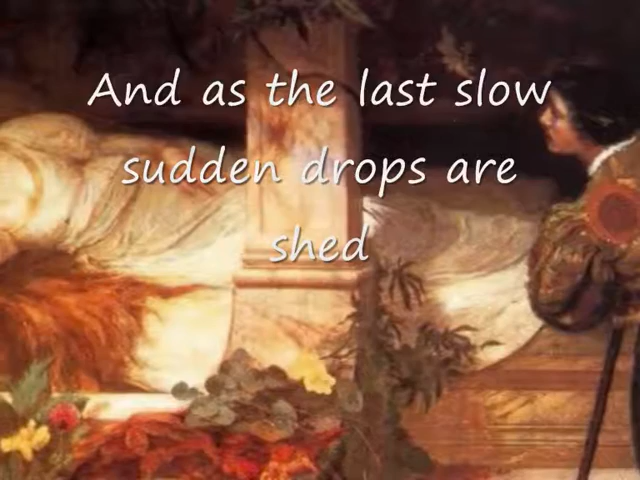 And as the last slow
sudden drops are
shed